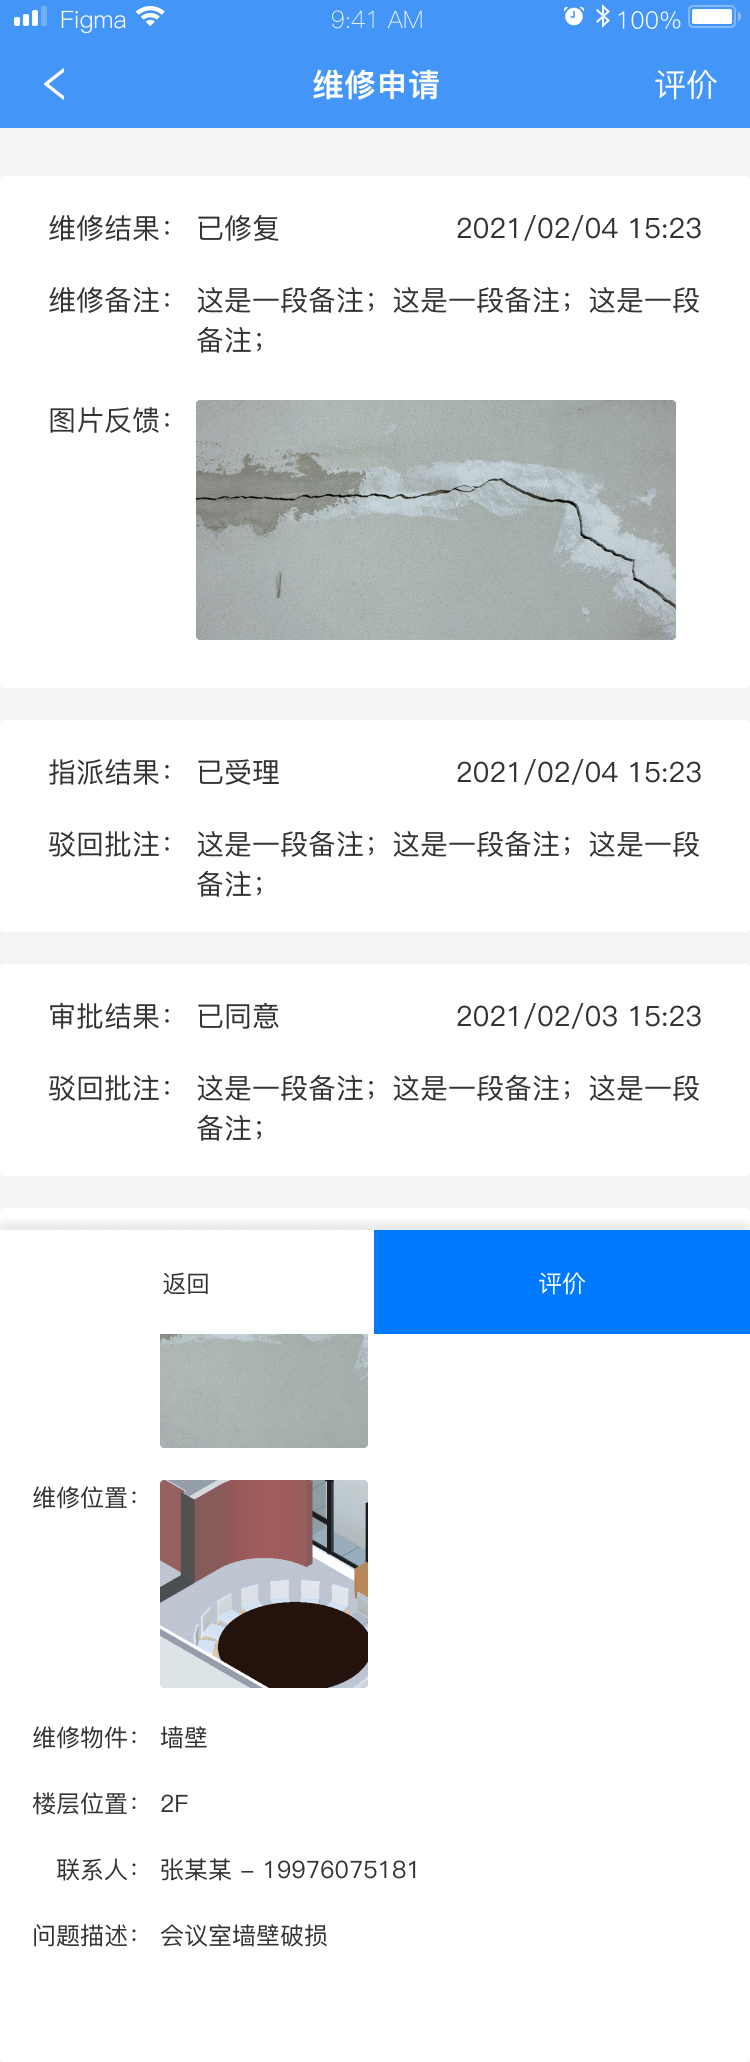 Figma 9:41 AM 100%
维修申请 评价
维修结果： 已修复 2021/02/04 15:23
维修备注： 这是一段备注；这是一段备注；这是一段
备注；
图片反馈：
指派结果： 已受理 2021/02/04 15:23
驳回批注： 这是一段备注；这是一段备注；这是一段
备注；
审批结果： 已同意 2021/02/03 15:23
驳回批注： 这是一段备注；这是一段备注；这是一段
备注；
返回 评价
维修位置：
维修物件： 墙壁
楼层位置： 2F
联系人： 张某某 – 19976075181
问题描述： 会议室墙壁破损